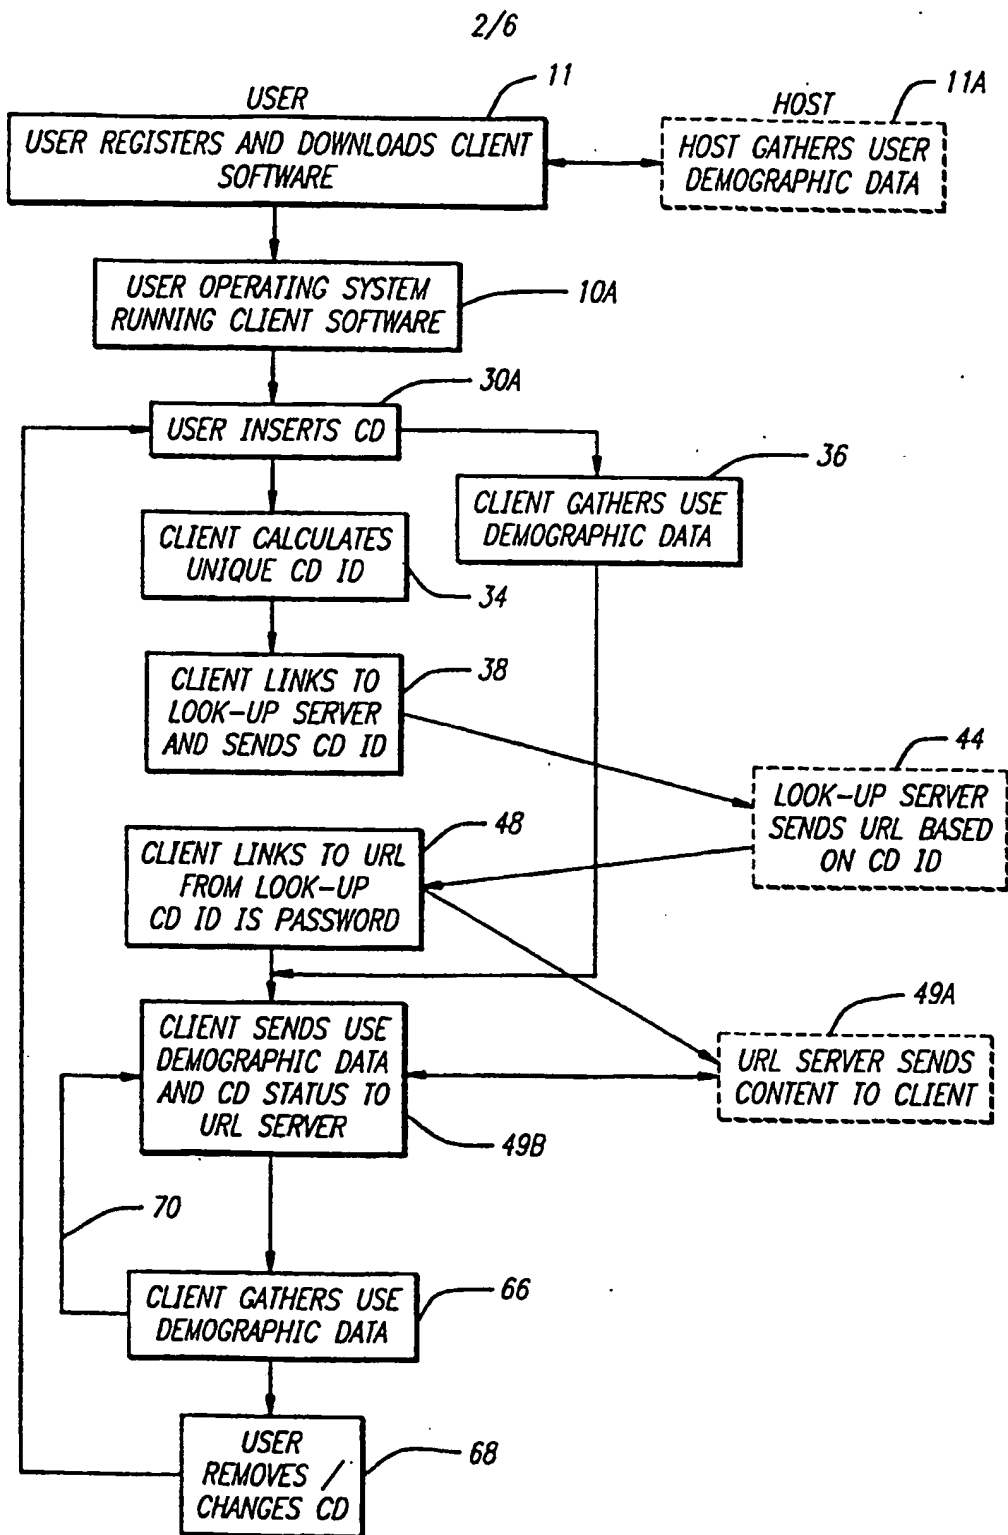 2/6
11
11A
USER
HOST
USER REGISTERS AND DOWNLOADS CLIENT
SOFTWARE
HOST GATHERS USER
DEMOGRAPHIC DATA
USER OPERATING SYSTEM
RUNNING CLIENT SOFTWARE
10A
30A
USER INSERTS CD
36
CLIENT GATHERS USE
DEMOGRAPHIC DATA
CLIENT CALCULATES
UNIQUE CD ID
34
38
CLIENT LINKS TO
LOOK-UP SERVER
AND SENDS CD ID
44
LOOK-UP SERVER
SENDS URL BASED
ON CD ID
48
CLIENT LINKS TO URL
FROM LOOK-UP
CD ID IS PASSWORD
49A
CLIENT SENDS USE
DEMOGRAPHIC DATA
AND CD STATUS TO
URL SERVER
URL SERVER SENDS
CONTENT TO CLIENT
49B
70
CLIENT GATHERS USE
DEMOGRAPHIC DATA
66
USER
REMOVES /
CHANGES CD
68